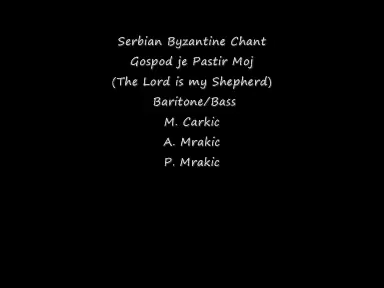 Serbian Byzantine Chant
Gospod je Pastir Moj
(The Lord is my Shepherd)
Baritone/Bass
M. Carkic
A. Mrakic
P. Mrakic